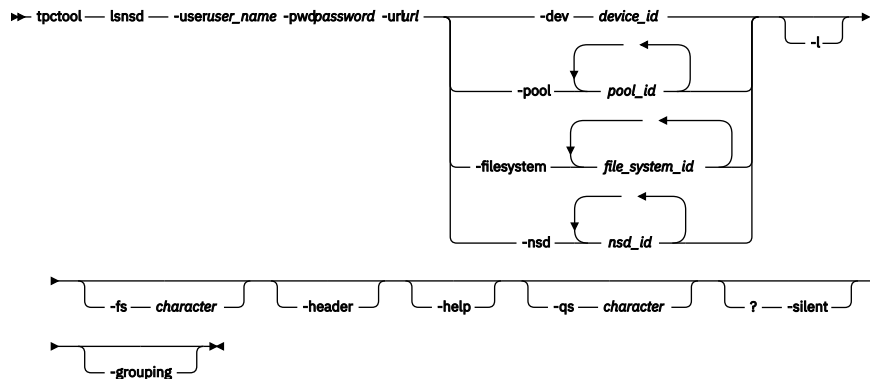 tpctool lsnsd -useruser_name -pwdpassword -urlurl -dev device_id -l
-pool pool_id
-filesystem file_system_id
-nsd nsd_id
-fs character -header -help -qs character ? -silent
-grouping